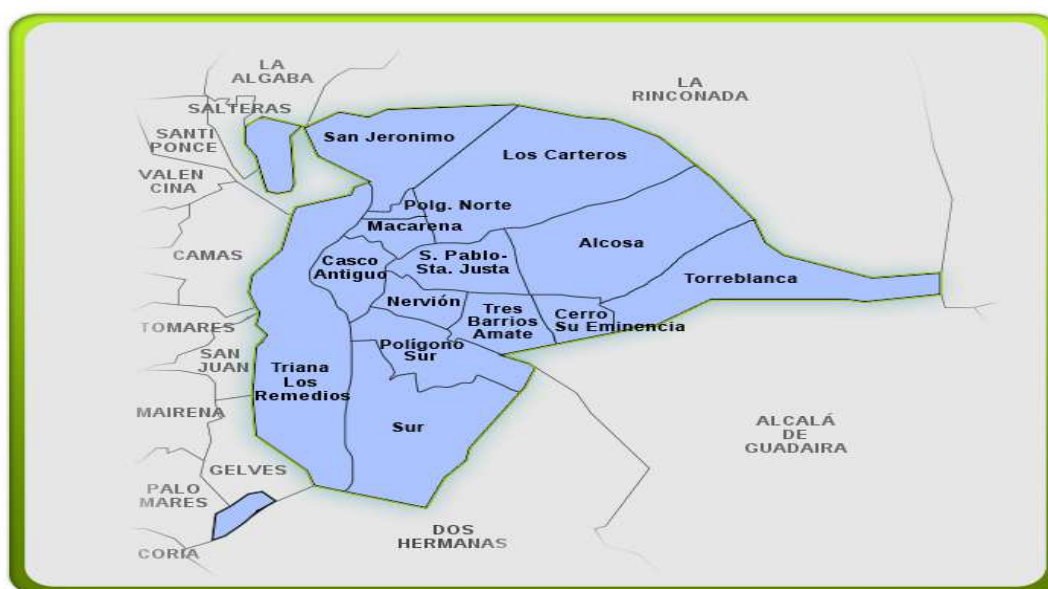 LA
ALGABA
LA
RINCONADA
SALTERAS
SANTI
PONCE
San Jeronimo
Los Carteros
VALEN
CINA
Polg. Norte
Macarena
CAMAS
Casco
Antiguo
S. Pablo-
Sta. Justa
Alcosa
Torreblanca
Nervión
Tres
Barrios
Amate
Cerro
Su Eminencia
TOMARES
SAN
JUAN
Polígono
Sur
Triana
Los
Remedios
MAIRENA
Sur
ALCALÁ
DE
GUADAIRA
GELVES
PALO
MARES
DOS
HERMANAS
CORIA